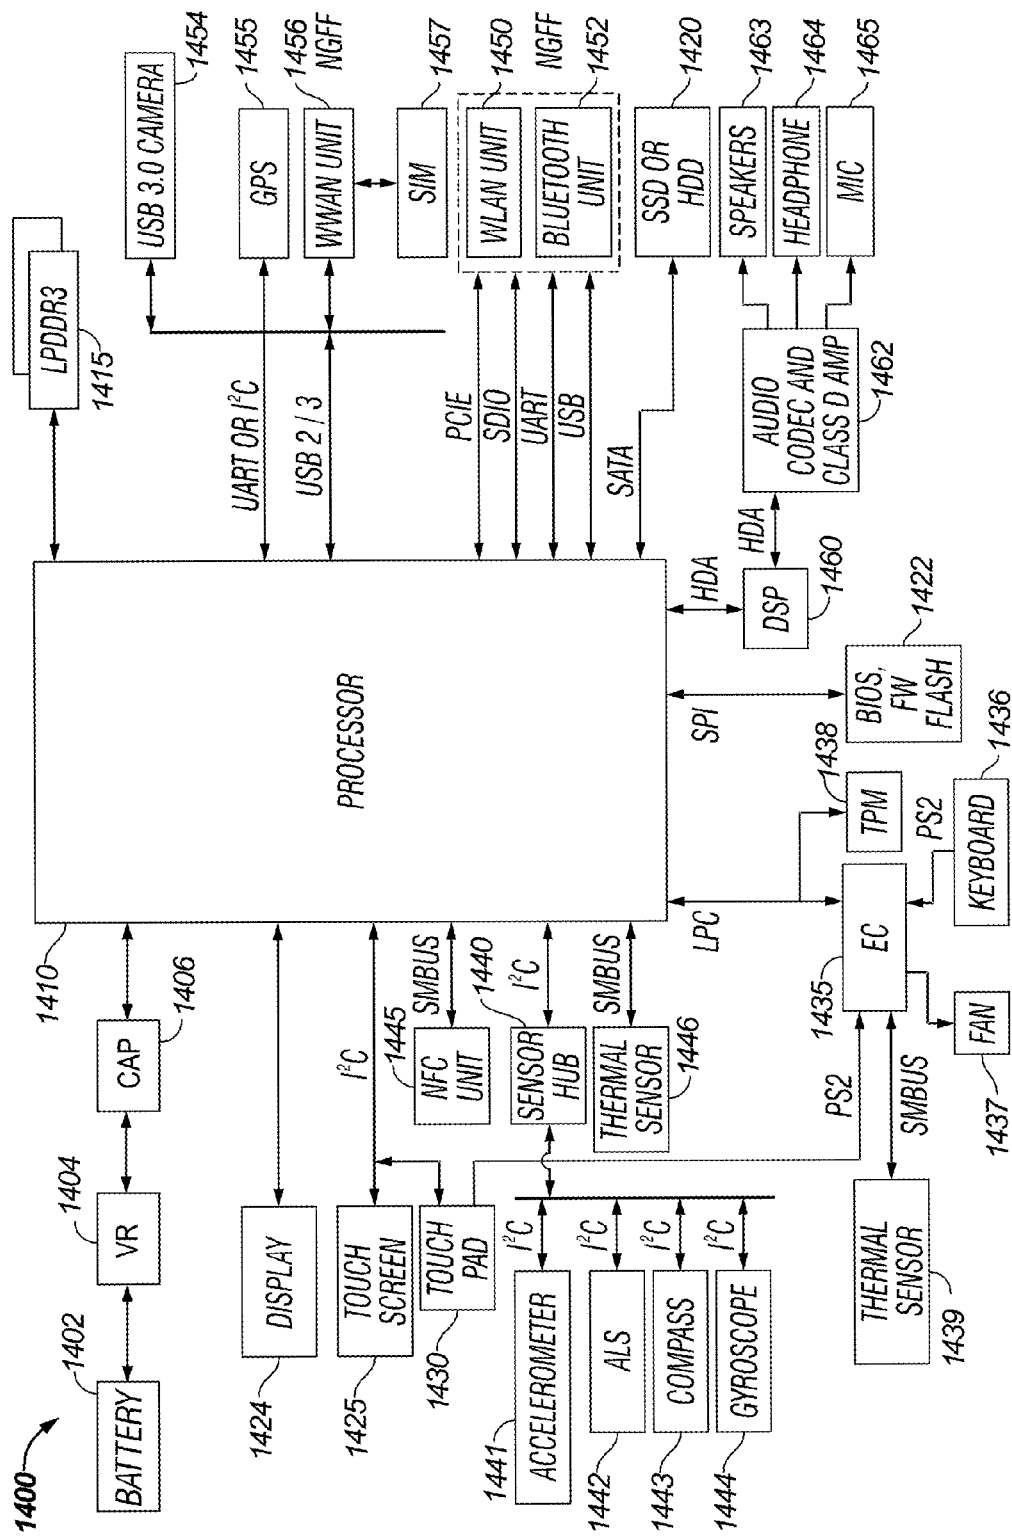 1400
BATTERY
1402
VR
1404
CAP
1406
1410
PROCESSOR
LPDDR3
1415
USB 3.0 CAMERA
1454
GPS
1455
UART OR I²C
WWAN UNIT
1456
NGFF
USB 2 / 3
SIM
1457
WLAN UNIT
1450
BLUETOOTH
UNIT
1452
NGFF
PCIE
SDIO
UART
USB
SATA
SSD OR
HDD
1420
SPEAKERS
1463
HEADPHONE
1464
MIC
1465
AUDIO
CODEC AND
CLASS D AMP
1462
HDA
DSP
1460
HDA
BIOS,
FW
FLASH
1422
SPI
TPM
1438
LPC
EC
1435
PS2
KEYBOARD
1436
FAN
1437
PS2
SMBUS
THERMAL
SENSOR
1439
DISPLAY
1424
TOUCH
SCREEN
1425
I²C
TOUCH
PAD
1430
NFC
UNIT
1445
SMBUS
SENSOR
HUB
1440
I²C
THERMAL
SENSOR
1446
SMBUS
ACCELEROMETER
1441
I²C
ALS
1442
I²C
COMPASS
1443
I²C
GYROSCOPE
1444
I²C